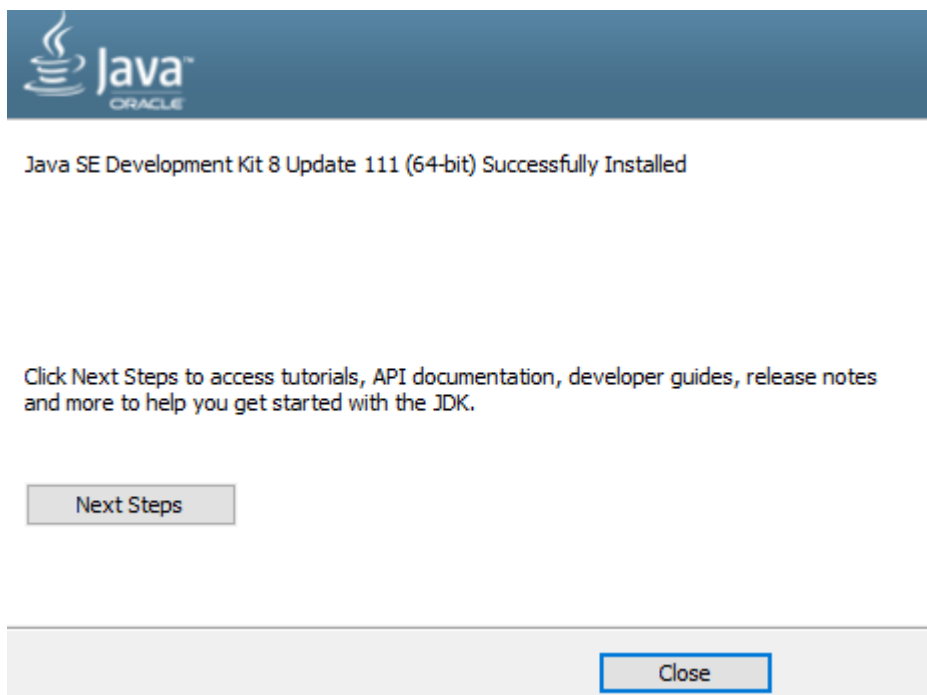 Java™
ORACLE
Java SE Development Kit 8 Update 111 (64-bit) Successfully Installed
Click Next Steps to access tutorials, API documentation, developer guides, release notes
and more to help you get started with the JDK.
Next Steps
Close